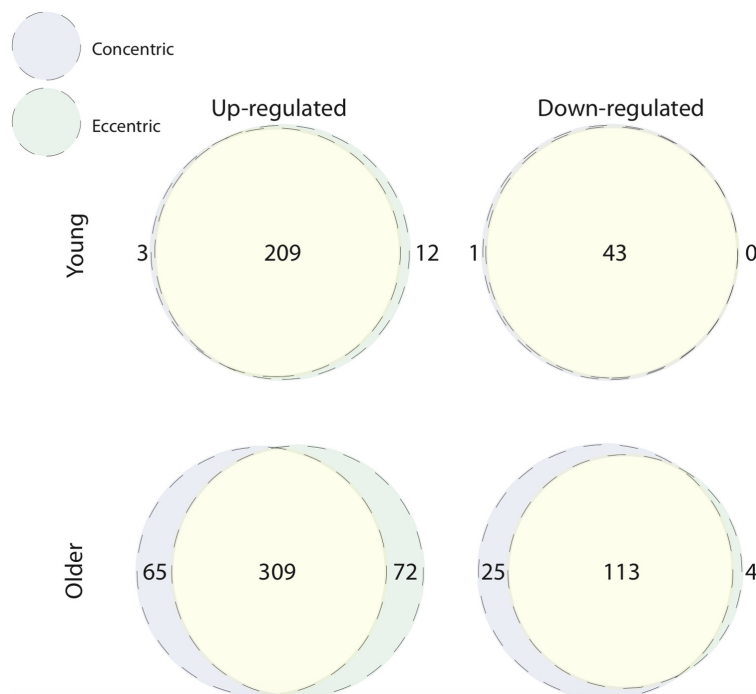 Concentric
Eccentric
Up-regulated Down-regulated
Young
3 209 12 1 43 0
Older
65 309 72 25 113 4